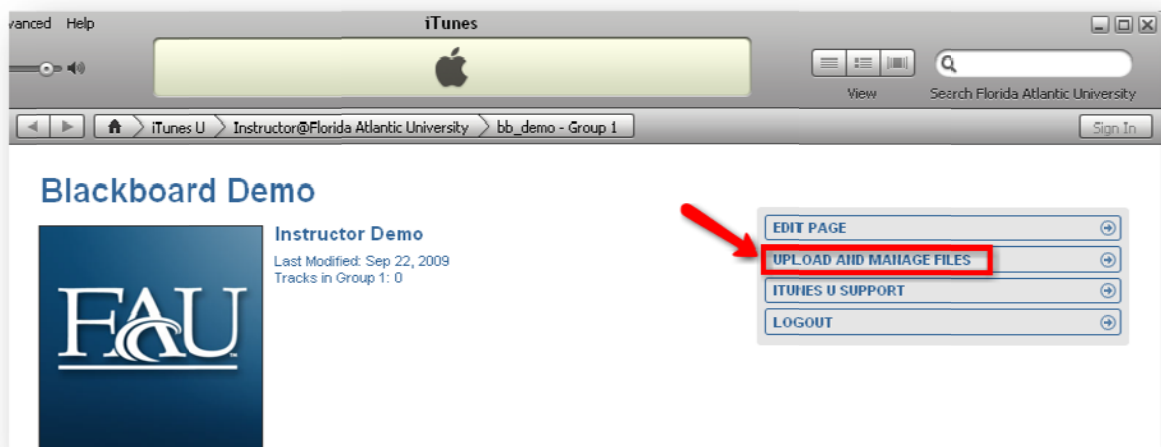 vanced Help
iTunes
View
Search Florida Atlantic University
iTunes U
Instructor@Florida Atlantic University
bb_demo - Group 1
Sign In
Blackboard Demo
FAU
Instructor Demo
Last Modified: Sep 22, 2009
Tracks in Group 1: 0
EDIT PAGE
UPLOAD AND MANAGE FILES
ITUNES U SUPPORT
LOGOUT